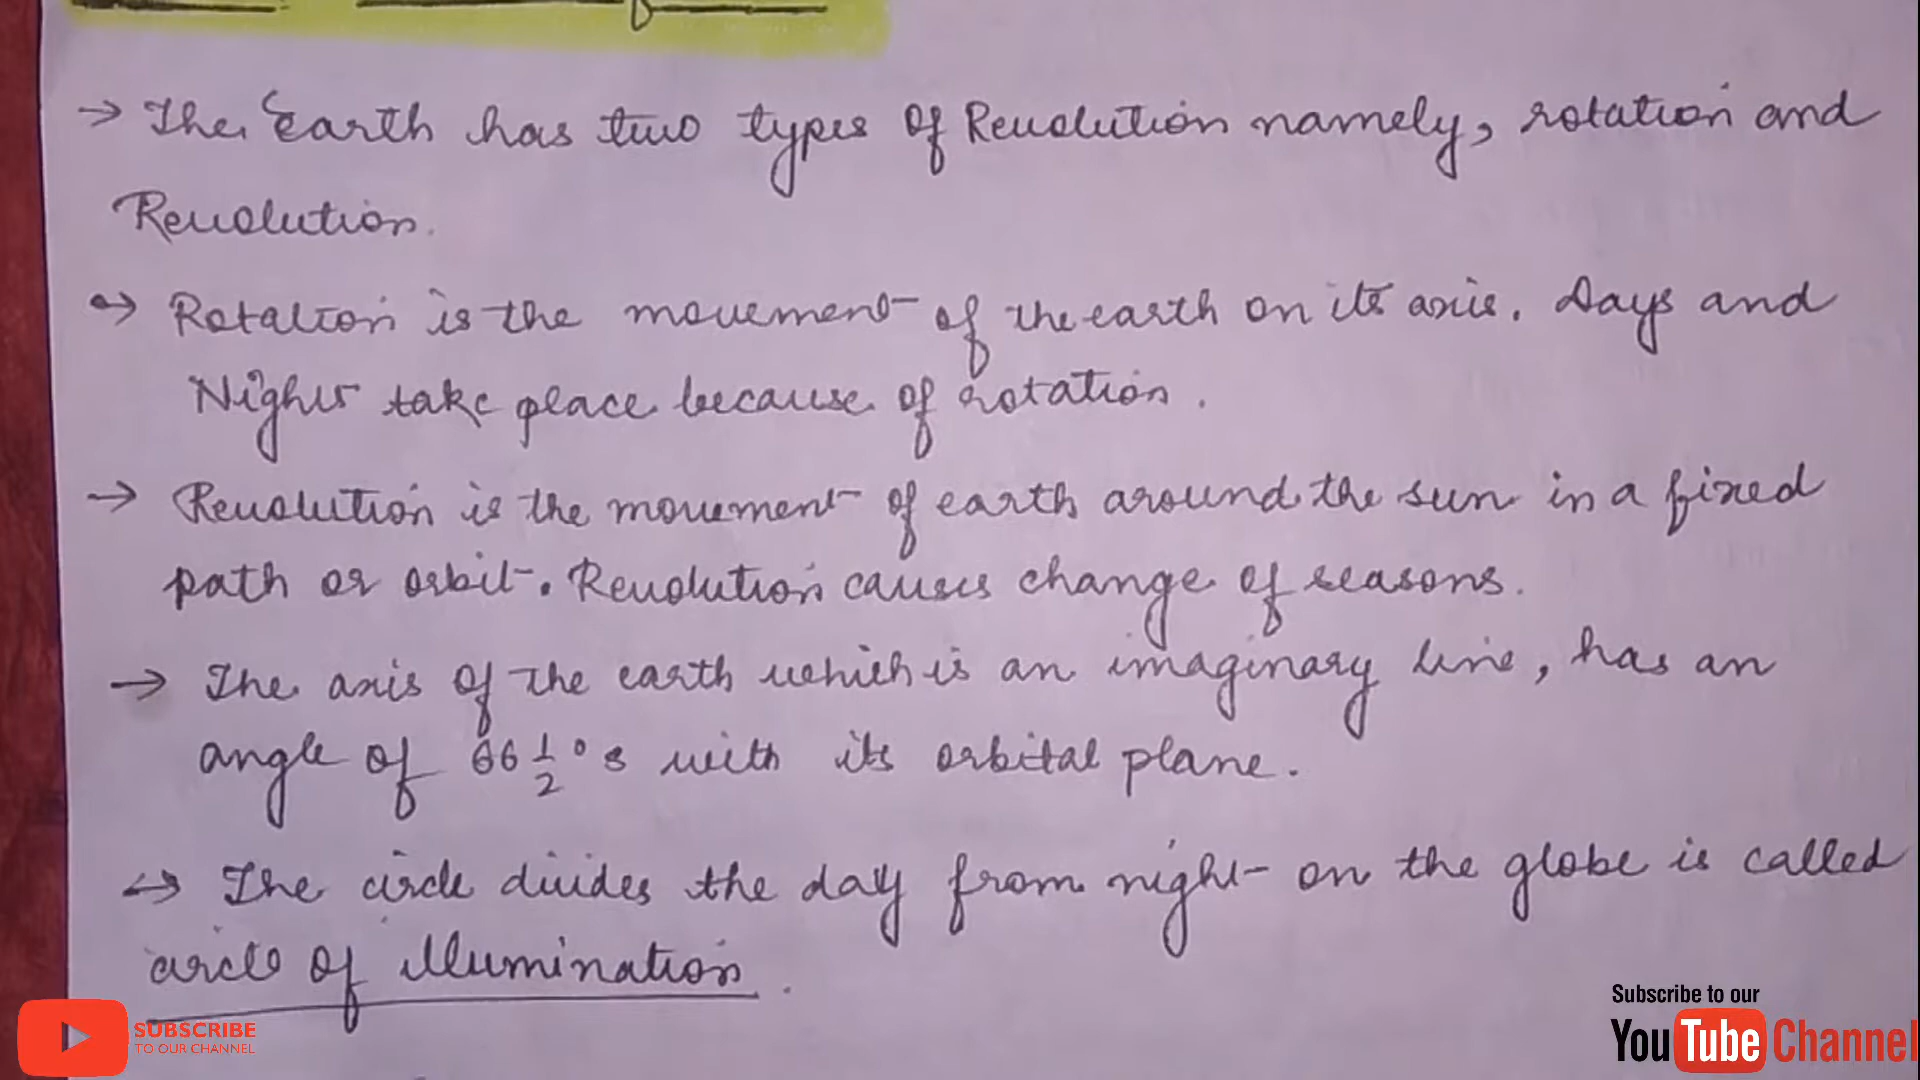 → The Earth has two types of Revolution namely, rotation and
Revolution.
→ Rotation is the movement of the earth on its axis. Days and
Nights take place because of rotation.
→ Revolution is the movement of earth around the sun in a fixed
path or orbit. Revolution causes change of seasons.
→ The axis of the earth which is an imaginary line, has an
angle of 66 1/2 ° s with its orbital plane.
→ The circle divides the day from night on the globe is called
circle of illumination.
SUBSCRIBE
TO OUR CHANNEL
Subscribe to our
YouTube Channel